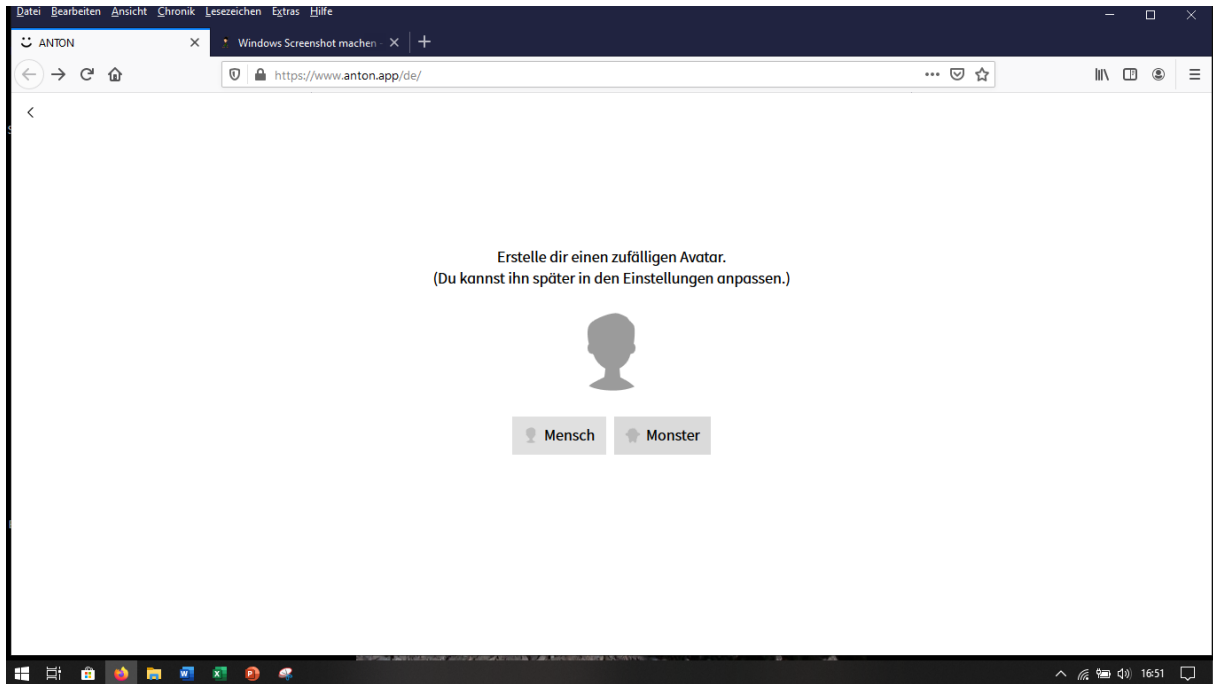 Datei Bearbeiten Ansicht Chronik Lesezeichen Extras Hilfe
ANTON
Windows Screenshot machen -
https://www.anton.app/de/
Erstelle dir einen zufälligen Avatar.
(Du kannst ihn später in den Einstellungen anpassen.)
Mensch Monster
16:51